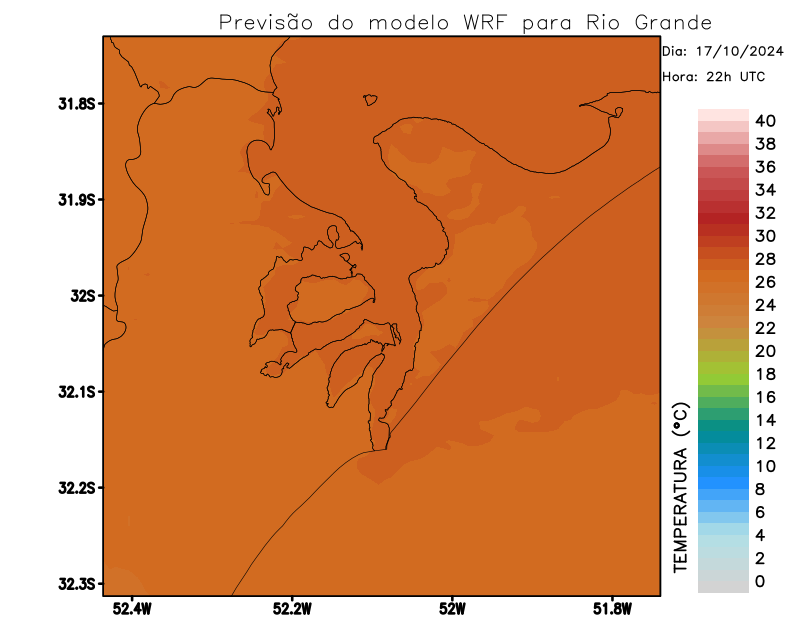 Previsão do modelo WRF para Rio Grande
Dia: 17/10/2024
Hora: 22h UTC
31.8S
31.9S
32S
32.1S
32.2S
32.3S
52.4W
52.2W
52W
51.8W
TEMPERATURA (°C)
40
38
36
34
32
30
28
26
24
22
20
18
16
14
12
10
8
6
4
2
0